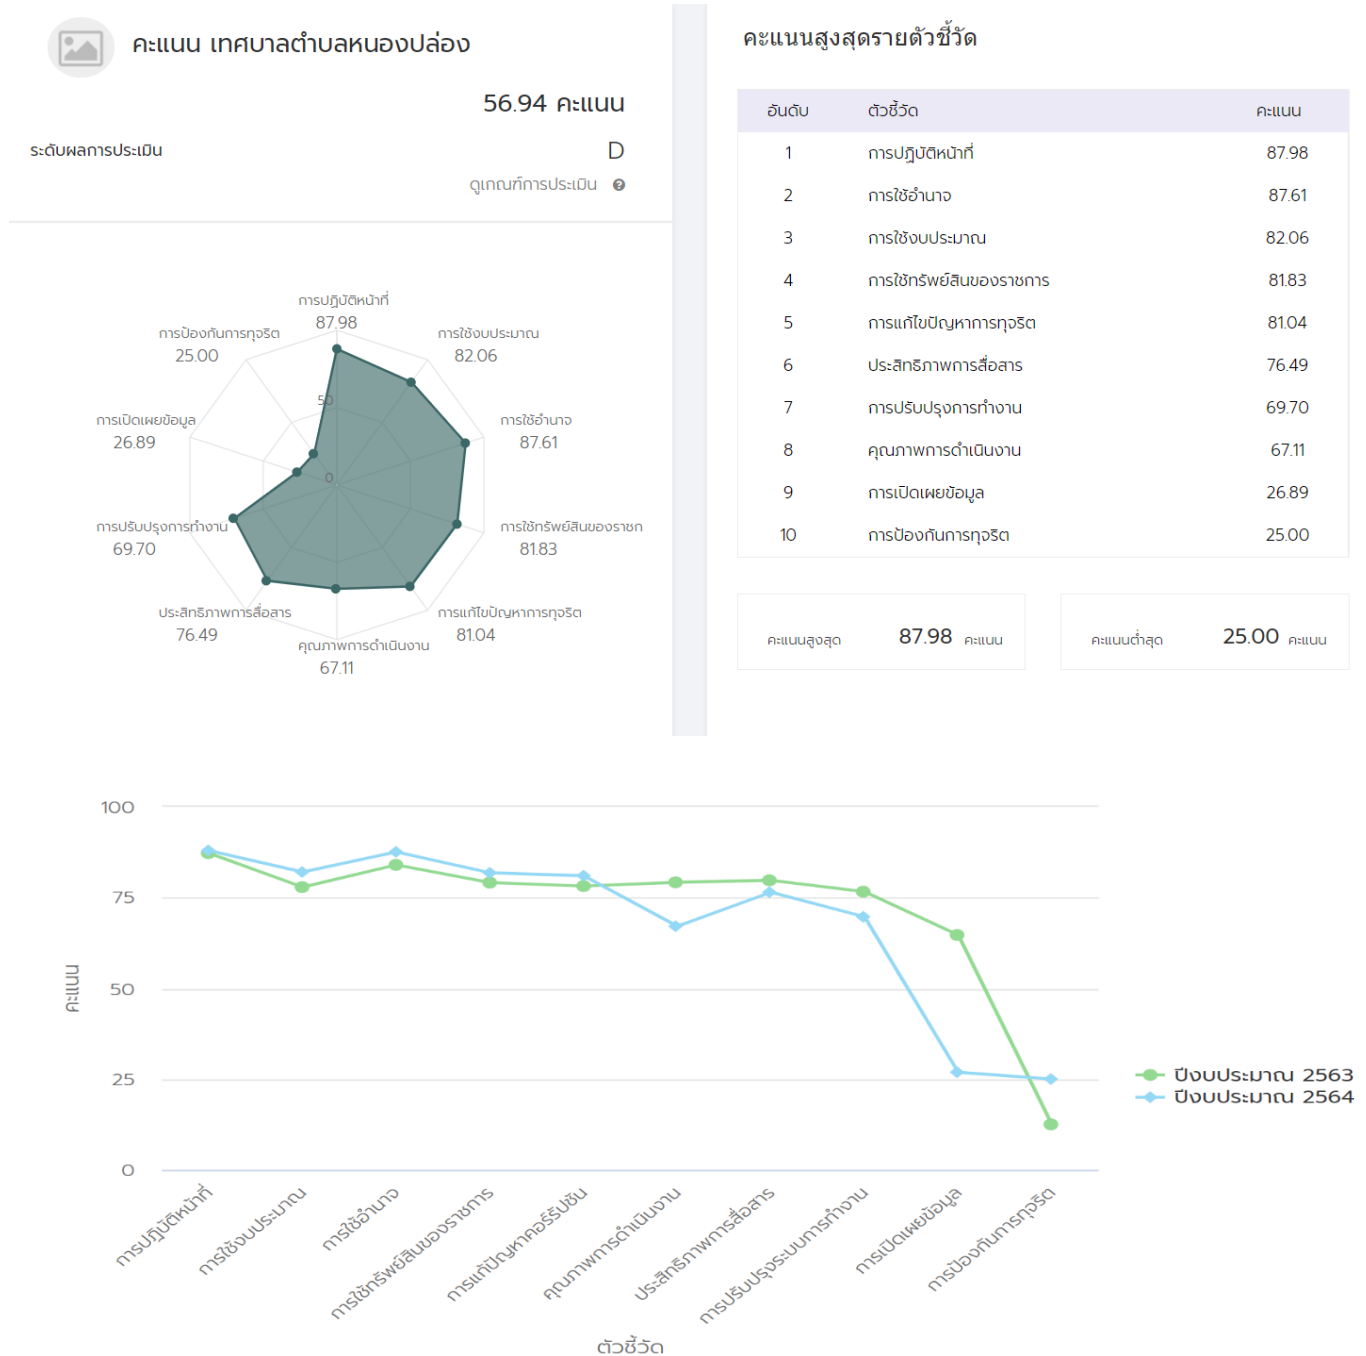 คะแนน เทศบาลตำบลหนองปล่อง
56.94 คะแนน
ระดับผลการประเมิน D
ดูเกณฑ์การประเมิน
การปฏิบัติหน้าที่
87.98
การใช้งบประมาณ
82.06
การใช้อำนาจ
87.61
การใช้ทรัพย์สินของราชก
81.83
การแก้ไขปัญหาการทุจริต
81.04
คุณภาพการดำเนินงาน
67.11
ประสิทธิภาพการสื่อสาร
76.49
การปรับปรุงการทำงาน
69.70
การเปิดเผยข้อมูล
26.89
การป้องกันการทุจริต
25.00
50
0
คะแนนสูงสุดรายตัวชี้วัด
อันดับ ตัวชี้วัด คะแนน
1 การปฏิบัติหน้าที่ 87.98
2 การใช้อำนาจ 87.61
3 การใช้งบประมาณ 82.06
4 การใช้ทรัพย์สินของราชการ 81.83
5 การแก้ไขปัญหาการทุจริต 81.04
6 ประสิทธิภาพการสื่อสาร 76.49
7 การปรับปรุงการทำงาน 69.70
8 คุณภาพการดำเนินงาน 67.11
9 การเปิดเผยข้อมูล 26.89
10 การป้องกันการทุจริต 25.00
คะแนนสูงสุด 87.98 คะแนน
คะแนนต่ำสุด 25.00 คะแนน
100
75
50
25
0
คะแนน
การปฏิบัติหน้าที่
การใช้งบประมาณ
การใช้อำนาจ
การใช้ทรัพย์สินของราชการ
การแก้ปัญหาคอร์รัปชัน
คุณภาพการดำเนินงาน
ประสิทธิภาพการสื่อสาร
การปรับปรุงระบบการทำงาน
การเปิดเผยข้อมูล
การป้องกันการทุจริต
ตัวชี้วัด
ปีงบประมาณ 2563
ปีงบประมาณ 2564